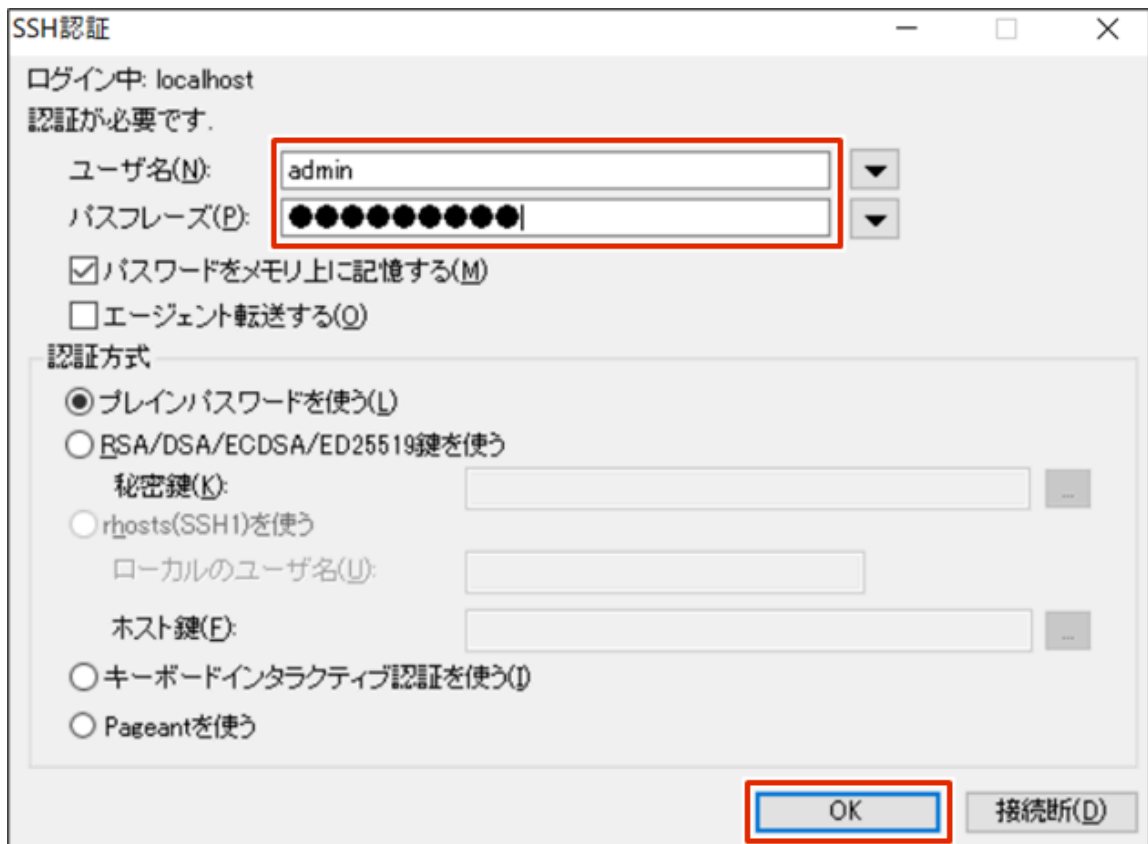 SSH認証
ログイン中: localhost
認証が必要です.
ユーザ名(N): admin
パスフレーズ(P): ●●●●●●●●●
パスワードをメモリ上に記憶する(M)
エージェント転送する(O)
認証方式
プレインパスワードを使う(L)
RSA/DSA/ECDSA/ED25519鍵を使う
秘密鍵(K): ...
rhosts(SSH1)を使う
ローカルのユーザ名(U):
ホスト鍵(F): ...
キーボードインタラクティブ認証を使う(I)
Pageantを使う
OK 接続断(D)